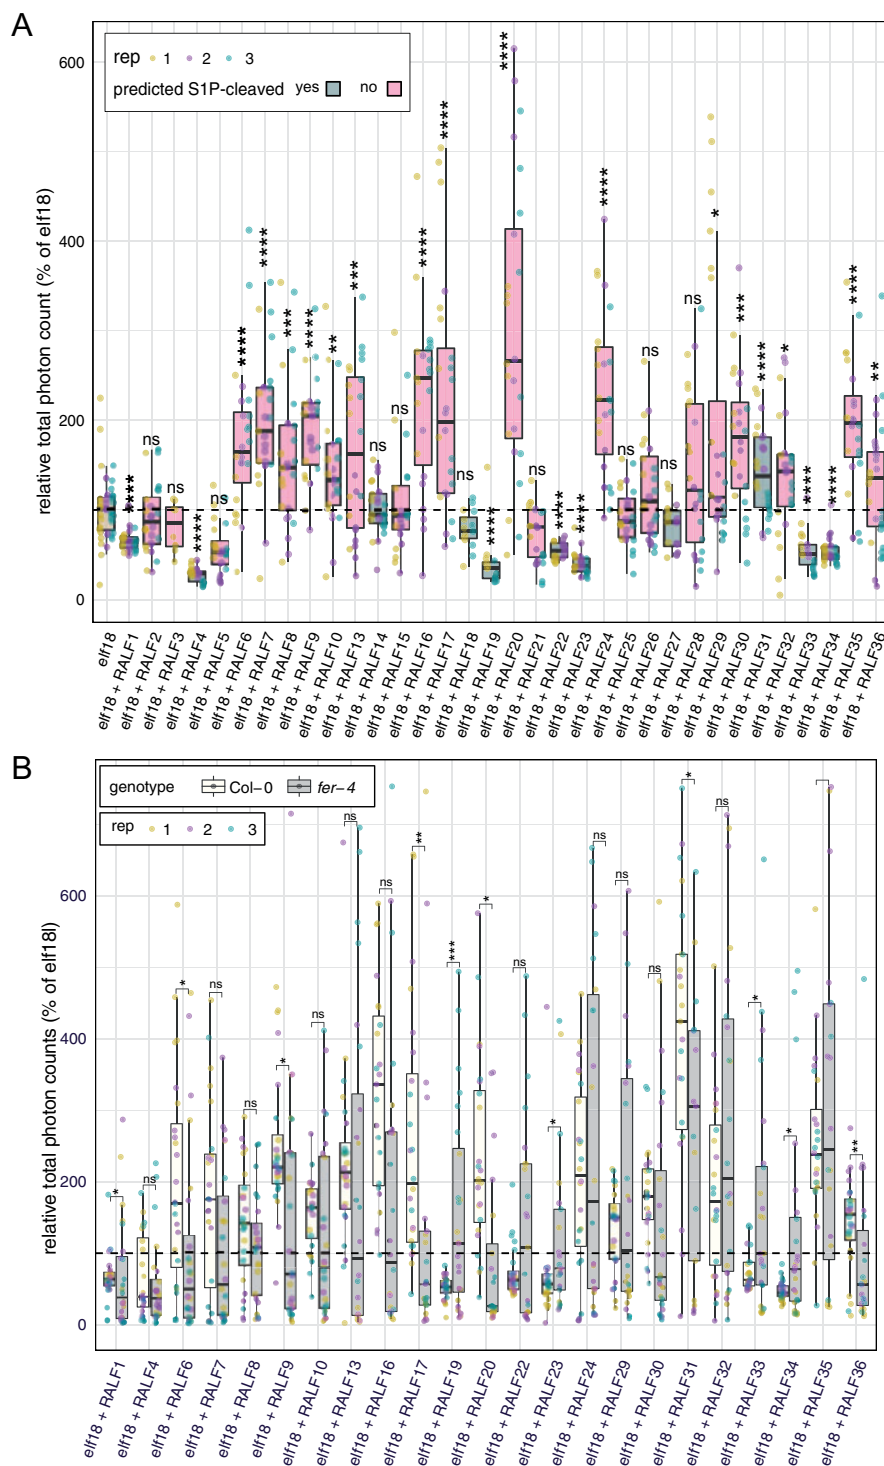 A
rep 1 2 3
predicted S1P-cleaved yes no
relative total photon count (% of elf18)
600
400
200
0
ns
****
ns
ns
****
ns
****
****
***
****
**
***
ns
ns
****
****
ns
****
****
ns
****
****
****
ns
ns
ns
ns
*
***
****
*
****
****
****
**
elf18
elf18 + RALF1
elf18 + RALF2
elf18 + RALF3
elf18 + RALF4
elf18 + RALF5
elf18 + RALF6
elf18 + RALF7
elf18 + RALF8
elf18 + RALF9
elf18 + RALF10
elf18 + RALF13
elf18 + RALF14
elf18 + RALF15
elf18 + RALF16
elf18 + RALF17
elf18 + RALF18
elf18 + RALF19
elf18 + RALF20
elf18 + RALF21
elf18 + RALF22
elf18 + RALF23
elf18 + RALF24
elf18 + RALF25
elf18 + RALF26
elf18 + RALF27
elf18 + RALF28
elf18 + RALF29
elf18 + RALF30
elf18 + RALF31
elf18 + RALF32
elf18 + RALF33
elf18 + RALF34
elf18 + RALF35
elf18 + RALF36
B
genotype Col-0 fer-4
rep 1 2 3
relative total photon counts (% of elf18l)
600
400
200
0
*
ns
*
ns
ns
*
ns
ns
ns
**
***
*
ns
*
ns
ns
ns
*
ns
*
*
**
elf18 + RALF1
elf18 + RALF4
elf18 + RALF6
elf18 + RALF7
elf18 + RALF8
elf18 + RALF9
elf18 + RALF10
elf18 + RALF13
elf18 + RALF16
elf18 + RALF17
elf18 + RALF19
elf18 + RALF20
elf18 + RALF22
elf18 + RALF23
elf18 + RALF24
elf18 + RALF29
elf18 + RALF30
elf18 + RALF31
elf18 + RALF32
elf18 + RALF33
elf18 + RALF34
elf18 + RALF35
elf18 + RALF36